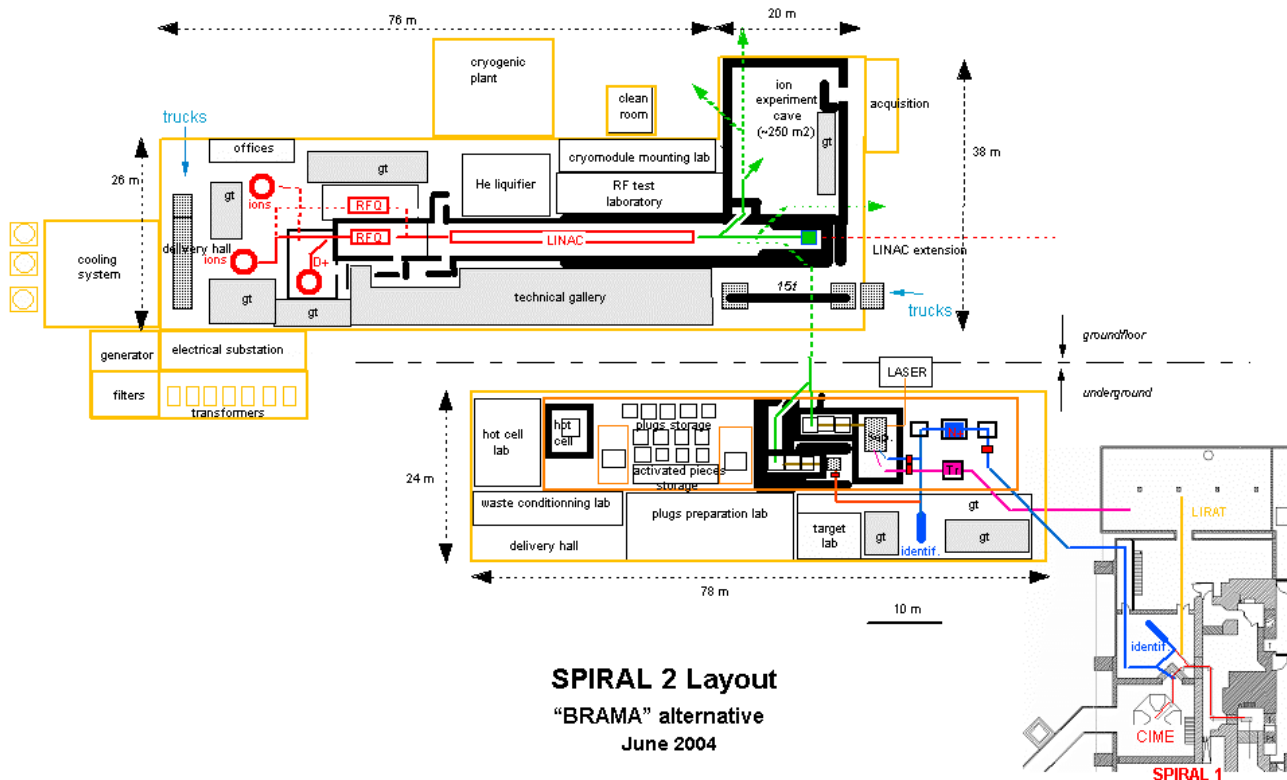 76 m
20 m
cryogenic
plant
clean
room
ion
experiment
cave
(~250 m2)
acquisition
trucks
offices
gt
cryomodule mounting lab
gt
38 m
26 m
gt
ions
He liquifier
RF test
laboratory
RFQ
delivery hall
RFQ
LINAC
LINAC extension
cooling
system
ions
D+
gt
gt
technical gallery
15t
trucks
generator
electrical substation
groundfloor
filters
transformers
LASER
underground
hot cell
lab
hot
cell
plugs storage
Sep.
24 m
activated pieces
storage
Tr
waste conditionning lab
plugs preparation lab
gt
LIRAT
target
lab
gt
gt
delivery hall
identif.
78 m
10 m
identif.
SPIRAL 2 Layout
“BRAMA” alternative
June 2004
CIME
SPIRAL 1